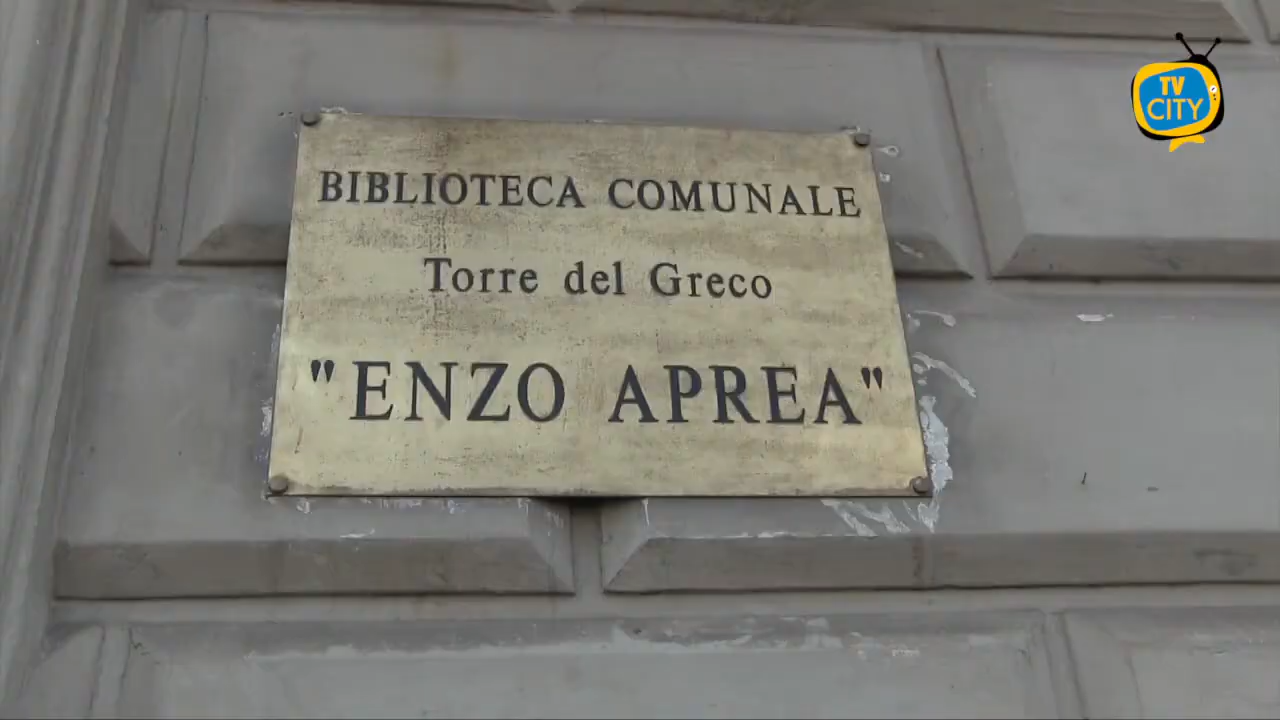 TV
CITY
BIBLIOTECA COMUNALE
Torre del Greco
"ENZO APREA"